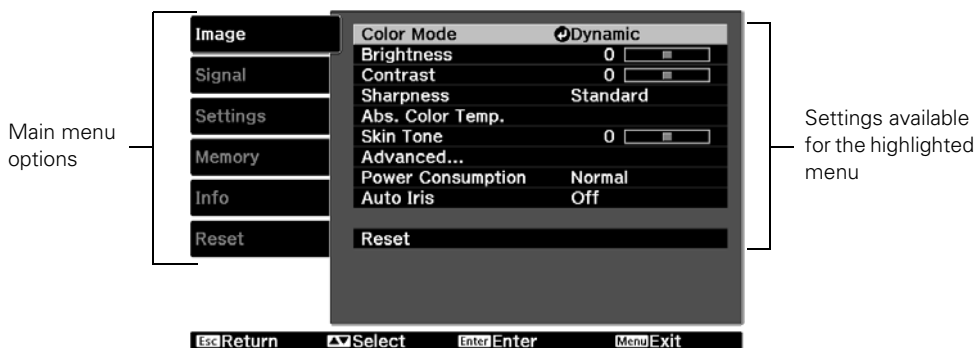 Main menu
options
Image
Signal
Settings
Memory
Info
Reset
Color Mode Dynamic
Brightness 0
Contrast 0
Sharpness Standard
Abs. Color Temp.
Skin Tone 0
Advanced...
Power Consumption Normal
Auto Iris Off
Reset
Settings available
for the highlighted
menu
Esc Return Select Enter Enter Menu Exit